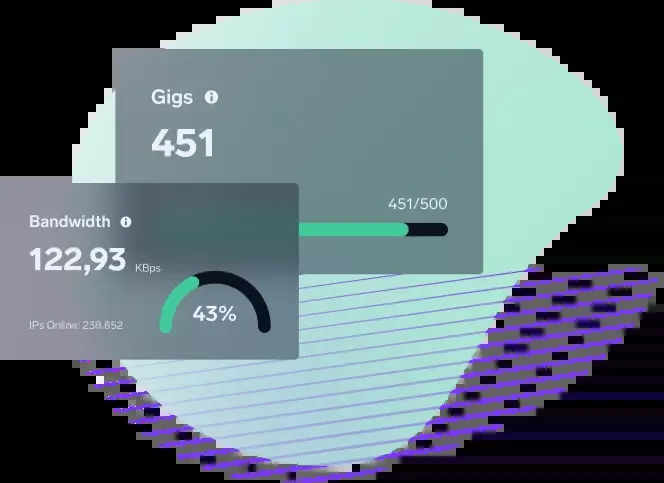 Gigs
451
451/500
Bandwidth
122,93 KBps
43%
IPs Online: 238.852